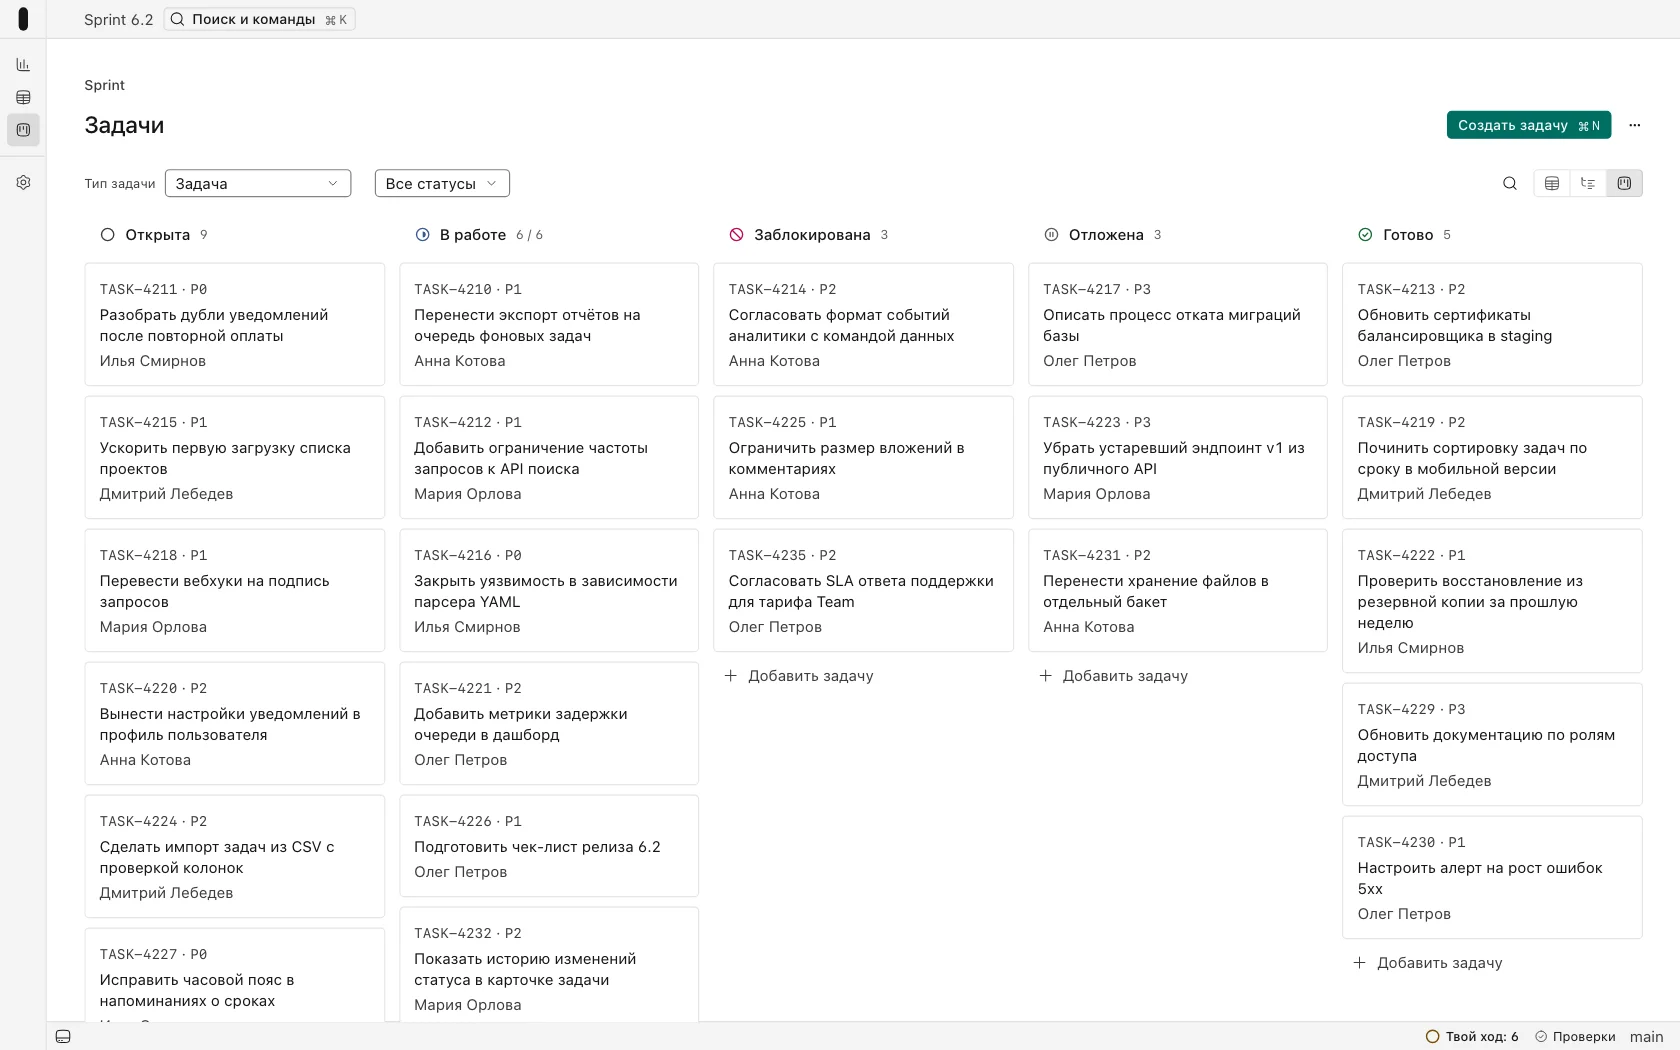 Sprint 6.2
Поиск и команды ⌘ K
Sprint
Задачи
Создать задачу ⌘ N
Тип задачи
Задача
Все статусы
Открыта 9
TASK-4211 · P0
Разобрать дубли уведомлений
после повторной оплаты
Илья Смирнов
TASK-4215 · P1
Ускорить первую загрузку списка
проектов
Дмитрий Лебедев
TASK-4218 · P1
Перевести вебхуки на подпись
запросов
Мария Орлова
TASK-4220 · P2
Вынести настройки уведомлений в
профиль пользователя
Анна Котова
TASK-4224 · P2
Сделать импорт задач из CSV с
проверкой колонок
Дмитрий Лебедев
TASK-4227 · P0
Исправить часовой пояс в
напоминаниях о сроках
В работе 6 / 6
TASK-4210 · P1
Перенести экспорт отчётов на
очередь фоновых задач
Анна Котова
TASK-4212 · P1
Добавить ограничение частоты
запросов к API поиска
Мария Орлова
TASK-4216 · P0
Закрыть уязвимость в зависимости
парсера YAML
Илья Смирнов
TASK-4221 · P2
Добавить метрики задержки
очереди в дашборд
Олег Петров
TASK-4226 · P1
Подготовить чек-лист релиза 6.2
Олег Петров
TASK-4232 · P2
Показать историю изменений
статуса в карточке задачи
Мария Орлова
Заблокирована 3
TASK-4214 · P2
Согласовать формат событий
аналитики с командой данных
Анна Котова
TASK-4225 · P1
Ограничить размер вложений в
комментариях
Анна Котова
TASK-4235 · P2
Согласовать SLA ответа поддержки
для тарифа Team
Олег Петров
Добавить задачу
Отложена 3
TASK-4217 · P3
Описать процесс отката миграций
базы
Олег Петров
TASK-4223 · P3
Убрать устаревший эндпоинт v1 из
публичного API
Мария Орлова
TASK-4231 · P2
Перенести хранение файлов в
отдельный бакет
Анна Котова
Добавить задачу
Готово 5
TASK-4213 · P2
Обновить сертификаты
балансировщика в staging
Олег Петров
TASK-4219 · P2
Починить сортировку задач по
сроку в мобильной версии
Дмитрий Лебедев
TASK-4222 · P1
Проверить восстановление из
резервной копии за прошлую
неделю
Илья Смирнов
TASK-4229 · P3
Обновить документацию по ролям
доступа
Дмитрий Лебедев
TASK-4230 · P1
Настроить алерт на рост ошибок
5xx
Олег Петров
Добавить задачу
Твой ход: 6
Проверки
main